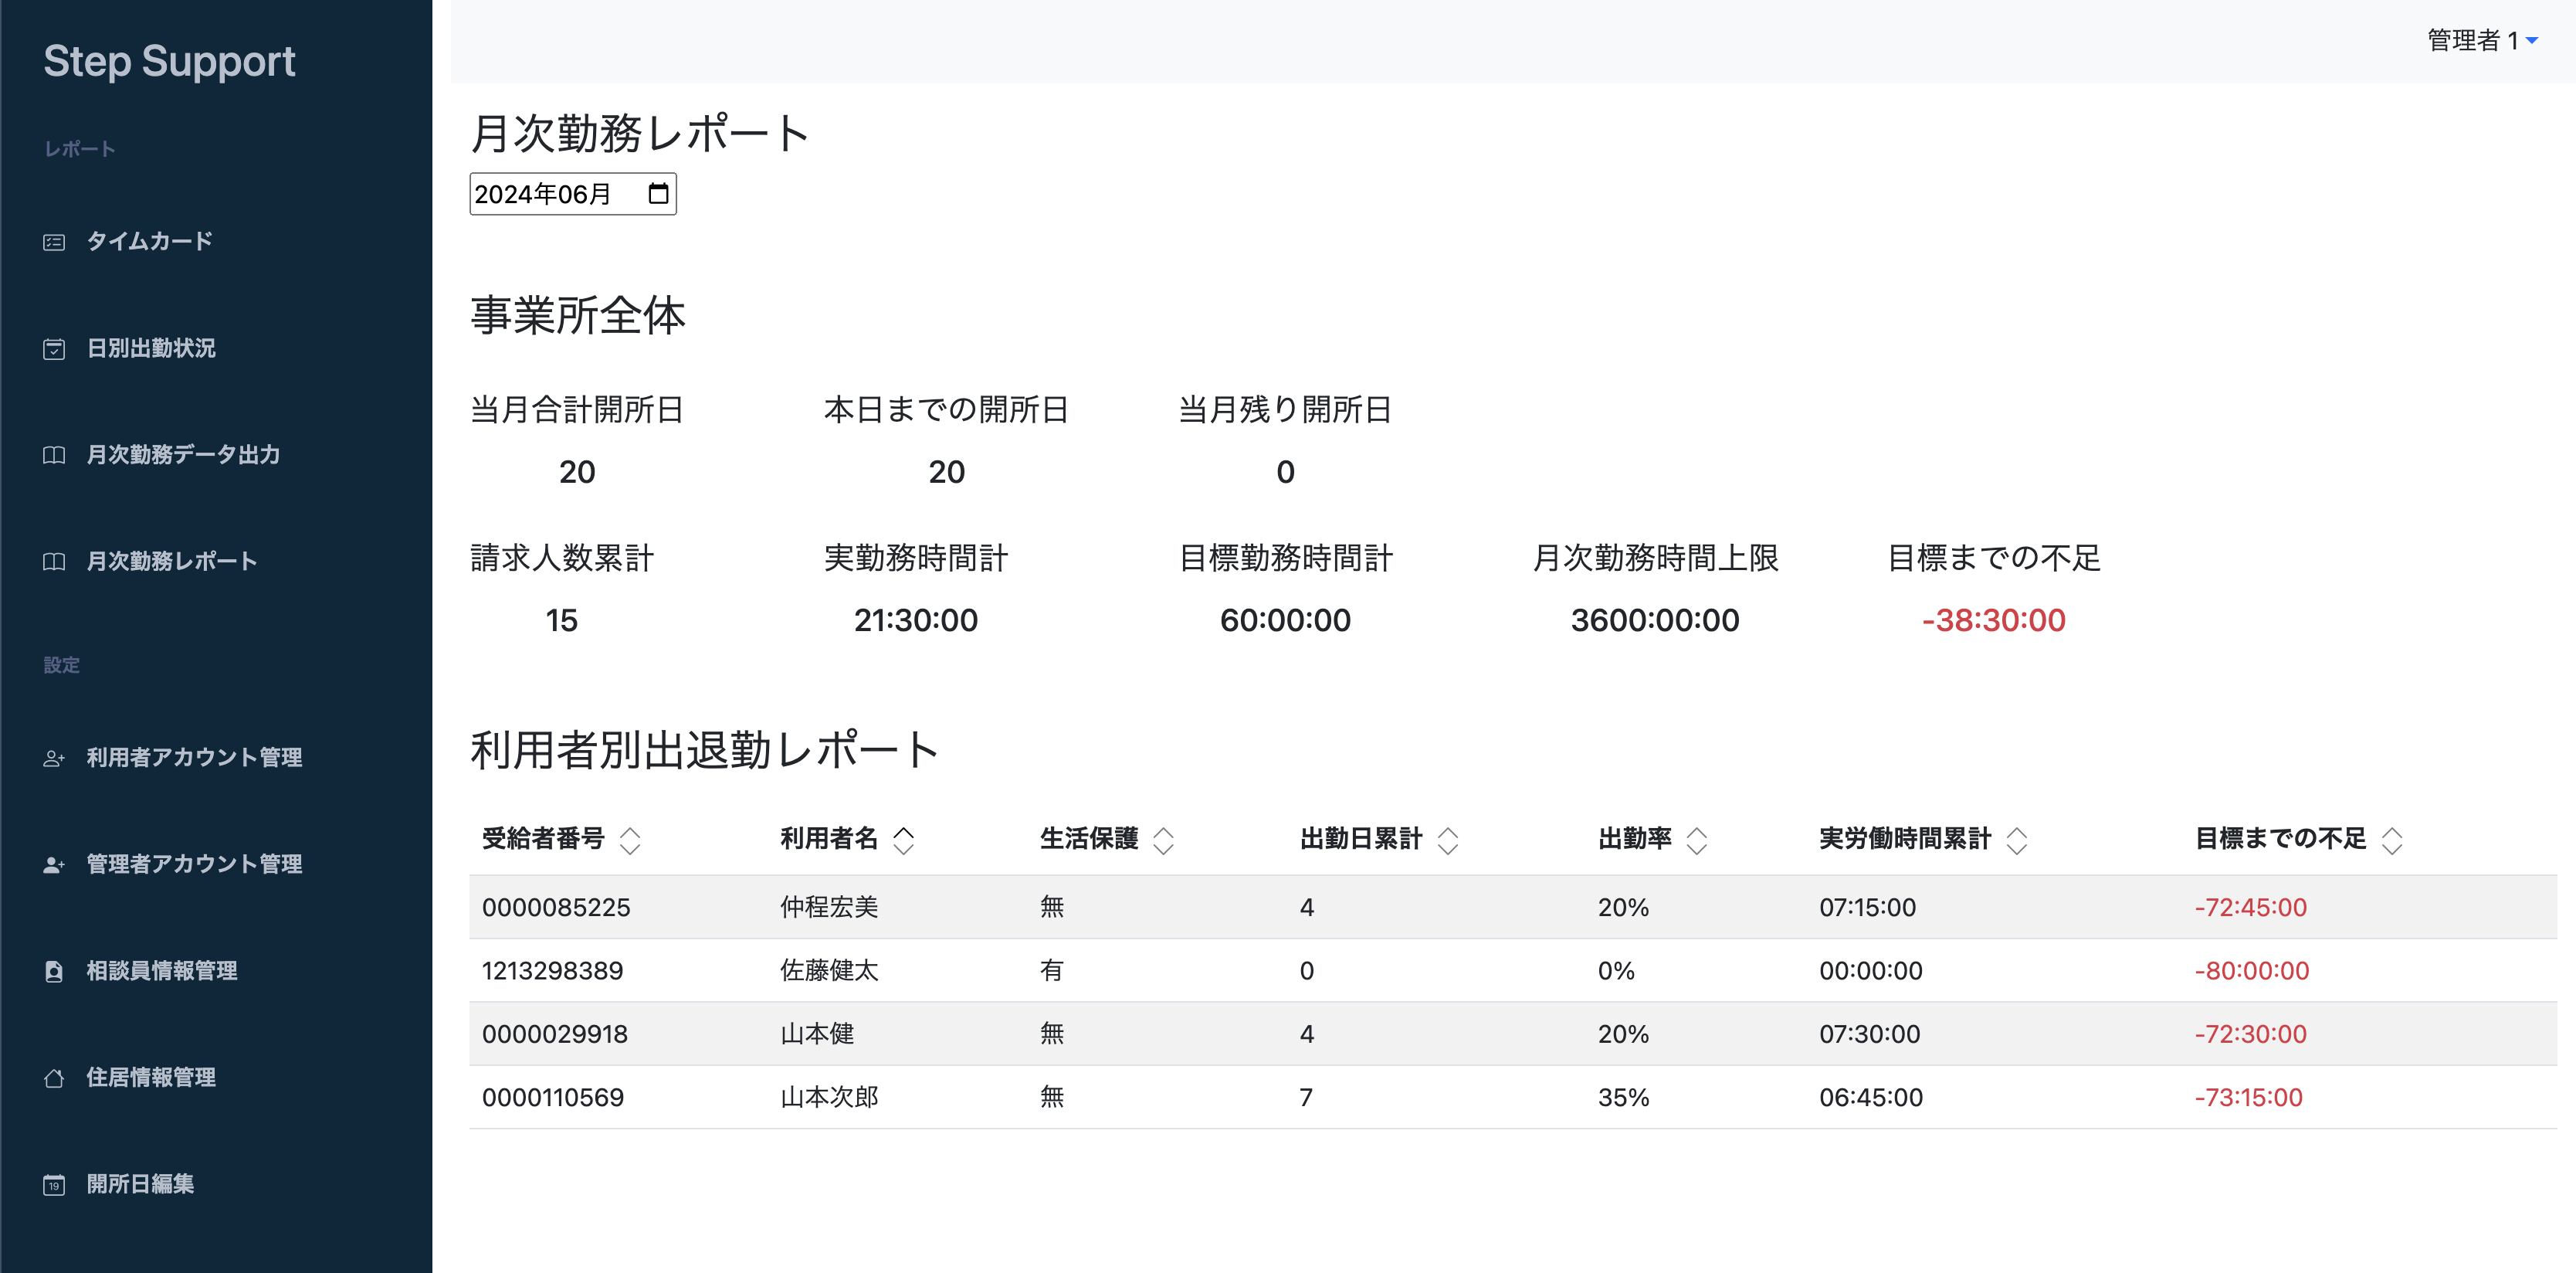 Step Support
レポート
タイムカード
日別出勤状況
月次勤務データ出力
月次勤務レポート
設定
利用者アカウント管理
管理者アカウント管理
相談員情報管理
住居情報管理
19
開所日編集
管理者 1
月次勤務レポート
2024年06月
事業所全体
当月合計開所日 本日までの開所日 当月残り開所日
20 20 0
請求人数累計 実勤務時間計 目標勤務時間計 月次勤務時間上限 目標までの不足
15 21:30:00 60:00:00 3600:00:00 -38:30:00
利用者別出退勤レポート
受給者番号 利用者名 生活保護 出勤日累計 出勤率 実労働時間累計 目標までの不足
0000085225 仲程宏美 無 4 20% 07:15:00 -72:45:00
1213298389 佐藤健太 有 0 0% 00:00:00 -80:00:00
0000029918 山本健 無 4 20% 07:30:00 -72:30:00
0000110569 山本次郎 無 7 35% 06:45:00 -73:15:00